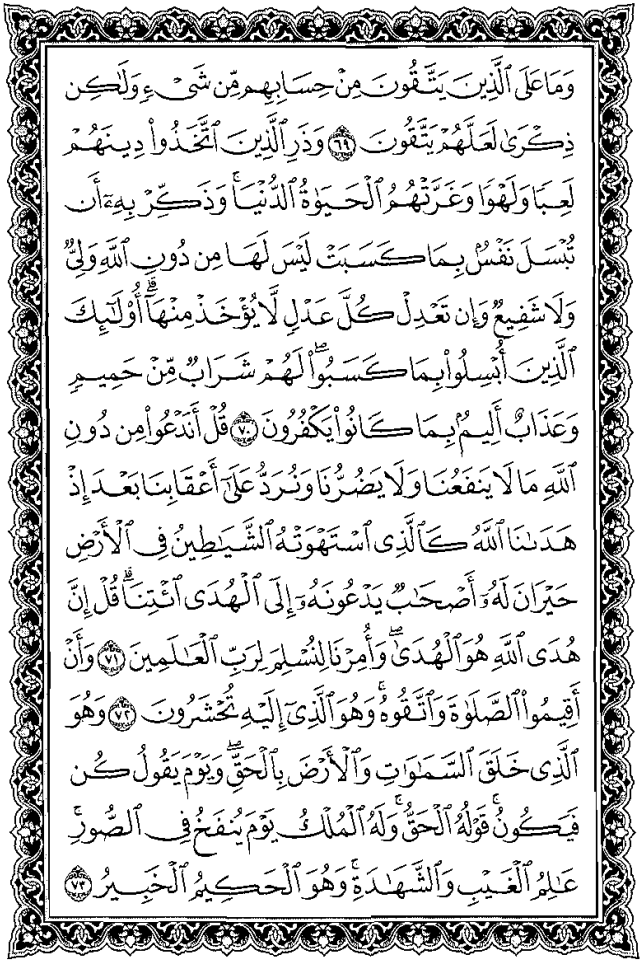 وَمَا عَلَى ٱلَّذِينَ يَتَّقُونَ مِنْ حِسَابِهِم مِّن شَىْءٍ وَلَٰكِن
ذِكْرَىٰ لَعَلَّهُمْ يَتَّقُونَ ٦٩ وَذَرِ ٱلَّذِينَ ٱتَّخَذُوا۟ دِينَهُمْ
لَعِبًا وَلَهْوًا وَغَرَّتْهُمُ ٱلْحَيَوٰةُ ٱلدُّنْيَا ۚ وَذَكِّرْ بِهِۦٓ أَن
تُبْسَلَ نَفْسٌۢ بِمَا كَسَبَتْ لَيْسَ لَهَا مِن دُونِ ٱللَّهِ وَلِىٌّ
وَلَا شَفِيعٌ وَإِن تَعْدِلْ كُلَّ عَدْلٍ لَّا يُؤْخَذْ مِنْهَآ ۗ أُو۟لَٰٓئِكَ
ٱلَّذِينَ أُبْسِلُوا۟ بِمَا كَسَبُوا۟ ۖ لَهُمْ شَرَابٌ مِّنْ حَمِيمٍ
وَعَذَابٌ أَلِيمٌۢ بِمَا كَانُوا۟ يَكْفُرُونَ ٧٠ قُلْ أَنَدْعُوا۟ مِن دُونِ
ٱللَّهِ مَا لَا يَنفَعُنَا وَلَا يَضُرُّنَا وَنُرَدُّ عَلَىٰٓ أَعْقَابِنَا بَعْدَ إِذْ
هَدَىٰنَا ٱللَّهُ كَٱلَّذِى ٱسْتَهْوَتْهُ ٱلشَّيَٰطِينُ فِى ٱلْأَرْضِ
حَيْرَانَ لَهُۥٓ أَصْحَٰبٌ يَدْعُونَهُۥٓ إِلَى ٱلْهُدَى ٱئْتِنَا ۗ قُلْ إِنَّ
هُدَى ٱللَّهِ هُوَ ٱلْهُدَىٰ ۖ وَأُمِرْنَا لِنُسْلِمَ لِرَبِّ ٱلْعَٰلَمِينَ ٧١ وَأَنْ
أَقِيمُوا۟ ٱلصَّلَوٰةَ وَٱتَّقُوهُ ۚ وَهُوَ ٱلَّذِىٓ إِلَيْهِ تُحْشَرُونَ ٧٢ وَهُوَ
ٱلَّذِى خَلَقَ ٱلسَّمَٰوَٰتِ وَٱلْأَرْضَ بِٱلْحَقِّ ۖ وَيَوْمَ يَقُولُ كُن
فَيَكُونُ ۚ قَوْلُهُ ٱلْحَقُّ ۚ وَلَهُ ٱلْمُلْكُ يَوْمَ يُنفَخُ فِى ٱلصُّورِ ۚ
عَٰلِمُ ٱلْغَيْبِ وَٱلشَّهَٰدَةِ ۚ وَهُوَ ٱلْحَكِيمُ ٱلْخَبِيرُ ٧٣